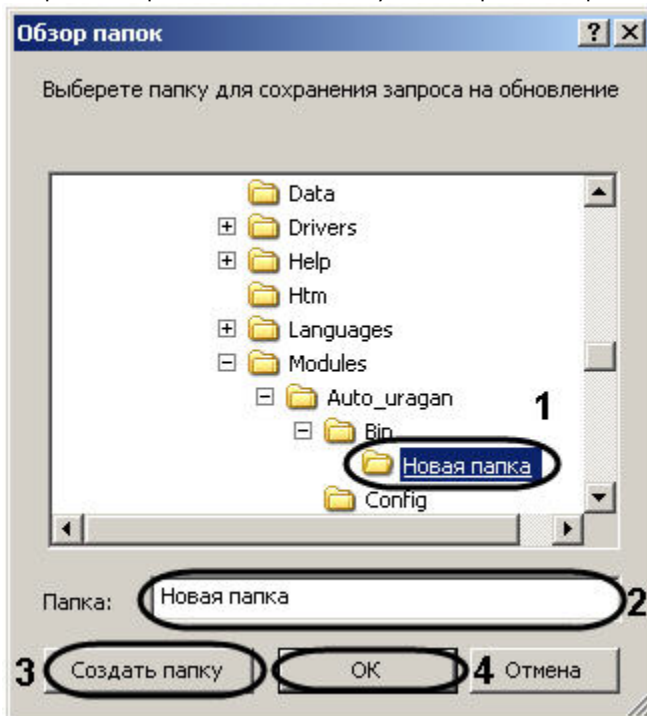 Обзор папок
Выберете папку для сохранения запроса на обновление
Data
Drivers
Help
Htm
Languages
Modules
Auto_uragan
1
Bin
Новая папка
Config
Папка: Новая папка 2
3 Создать папку ОК 4 Отмена